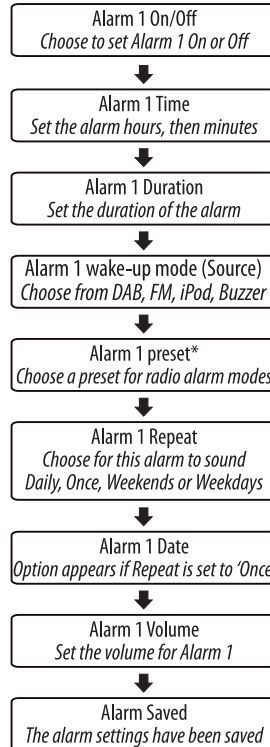 Alarm 1 On/Off
Choose to set Alarm 1 On or Off
Alarm 1 Time
Set the alarm hours, then minutes
Alarm 1 Duration
Set the duration of the alarm
Alarm 1 wake-up mode (Source)
Choose from DAB, FM, iPod, Buzzer
Alarm 1 preset*
Choose a preset for radio alarm modes
Alarm 1 Repeat
Choose for this alarm to sound
Daily, Once, Weekends or Weekdays
Alarm 1 Date
Option appears if Repeat is set to ‘Once
Alarm 1 Volume
Set the volume for Alarm 1
Alarm Saved
The alarm settings have been saved